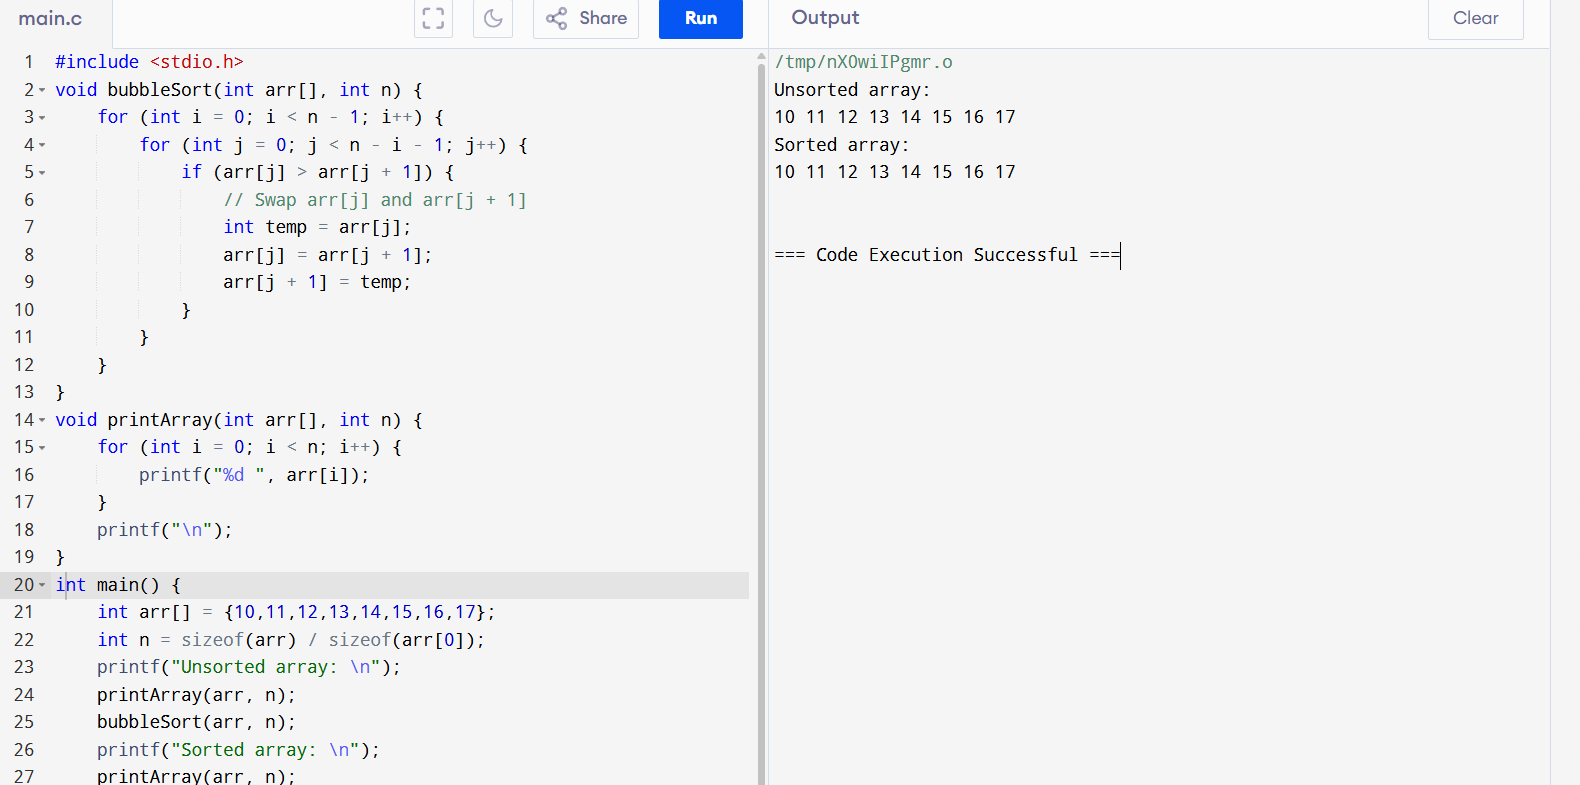 main.c
Share
Run
Output
Clear
1 #include <stdio.h>
2 void bubbleSort(int arr[], int n) {
3     for (int i = 0; i < n - 1; i++) {
4         for (int j = 0; j < n - i - 1; j++) {
5             if (arr[j] > arr[j + 1]) {
6                 // Swap arr[j] and arr[j + 1]
7                 int temp = arr[j];
8                 arr[j] = arr[j + 1];
9                 arr[j + 1] = temp;
10             }
11         }
12     }
13 }
14 void printArray(int arr[], int n) {
15     for (int i = 0; i < n; i++) {
16         printf("%d ", arr[i]);
17     }
18     printf("\n");
19 }
20 int main() {
21     int arr[] = {10,11,12,13,14,15,16,17};
22     int n = sizeof(arr) / sizeof(arr[0]);
23     printf("Unsorted array: \n");
24     printArray(arr, n);
25     bubbleSort(arr, n);
26     printf("Sorted array: \n");
27     printArray(arr, n);
/tmp/nXOwiIPgmr.o
Unsorted array:
10 11 12 13 14 15 16 17
Sorted array:
10 11 12 13 14 15 16 17
=== Code Execution Successful ===